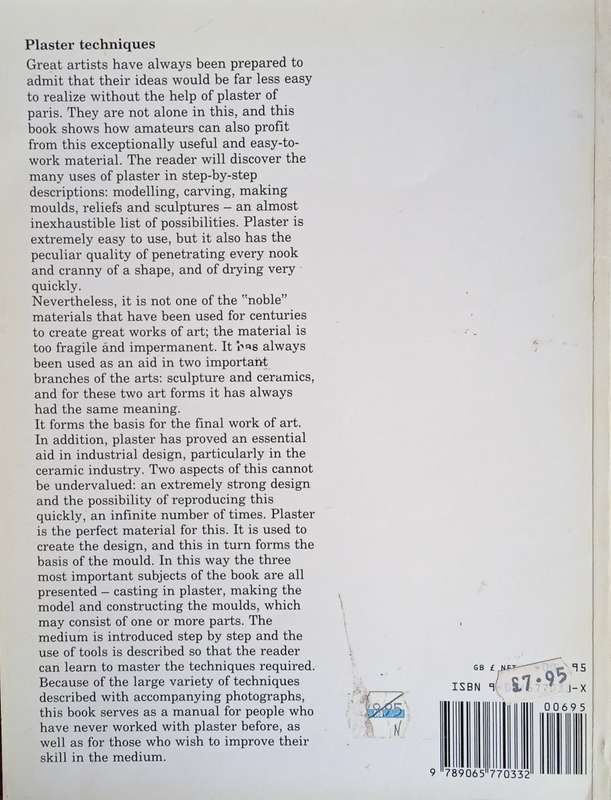 Plaster techniques
Great artists have always been prepared to
admit that their ideas would be far less easy
to realize without the help of plaster of
paris. They are not alone in this, and this
book shows how amateurs can also profit
from this exceptionally useful and easy-to-
work material. The reader will discover the
many uses of plaster in step-by-step
descriptions: modelling, carving, making
moulds, reliefs and sculptures – an almost
inexhaustible list of possibilities. Plaster is
extremely easy to use, but it also has the
peculiar quality of penetrating every nook
and cranny of a shape, and of drying very
quickly.
Nevertheless, it is not one of the "noble"
materials that have been used for centuries
to create great works of art; the material is
too fragile and impermanent. It has always
been used as an aid in two important
branches of the arts: sculpture and ceramics,
and for these two art forms it has always
had the same meaning.
It forms the basis for the final work of art.
In addition, plaster has proved an essential
aid in industrial design, particularly in the
ceramic industry. Two aspects of this cannot
be undervalued: an extremely strong design
and the possibility of reproducing this
quickly, an infinite number of times. Plaster
is the perfect material for this. It is used to
create the design, and this in turn forms the
basis of the mould. In this way the three
most important subjects of the book are all
presented – casting in plaster, making the
model and constructing the moulds, which
may consist of one or more parts. The
medium is introduced step by step and the
use of tools is described so that the reader
can learn to master the techniques required.
Because of the large variety of techniques
described with accompanying photographs,
this book serves as a manual for people who
have never worked with plaster before, as
well as for those who wish to improve their
skill in the medium.
GB £ NET 95
£7.95
ISBN 9 -X
00695
9 789065 770332
N